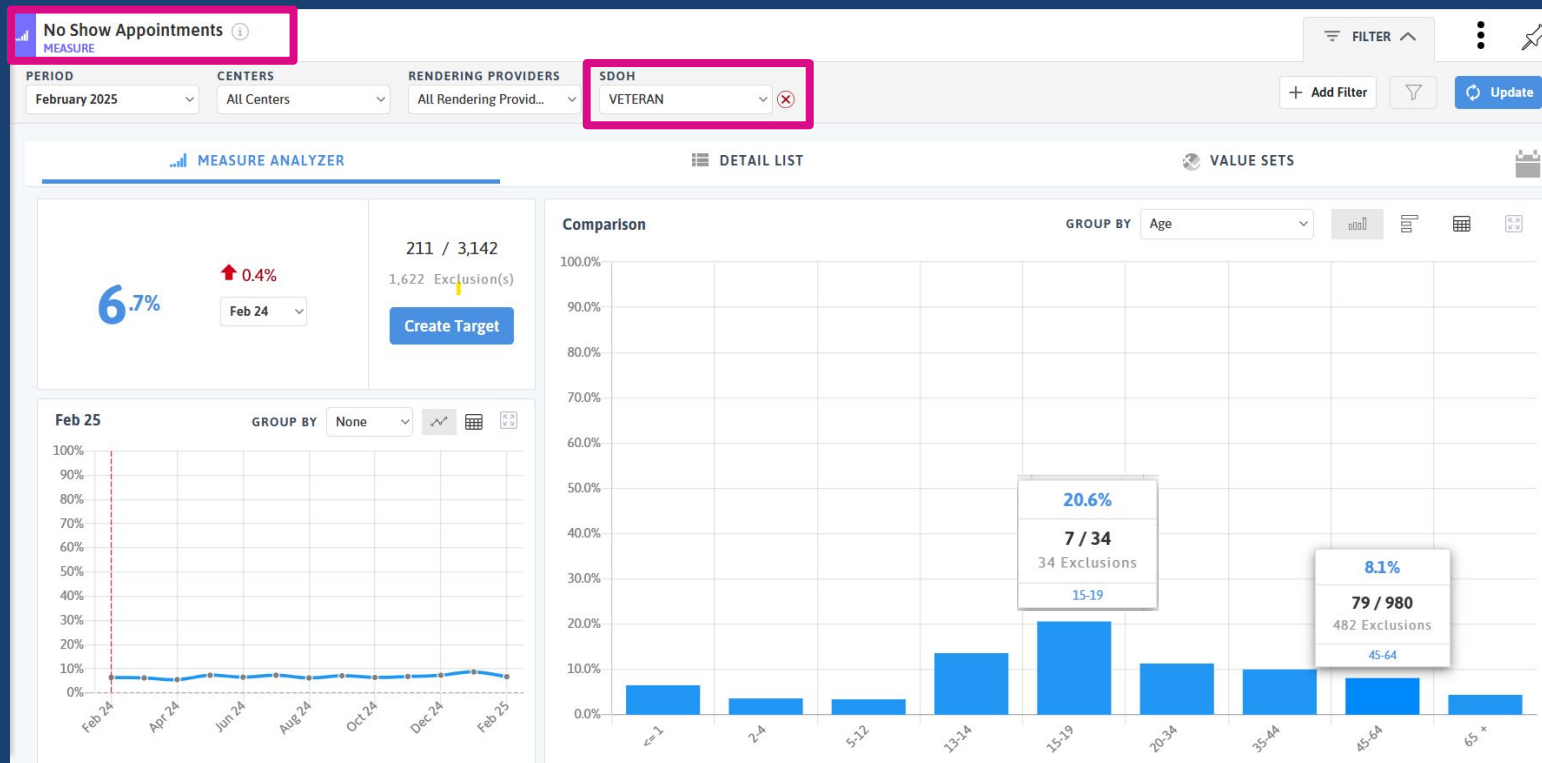 No Show Appointments
MEASURE
FILTER
PERIOD
February 2025
CENTERS
All Centers
RENDERING PROVIDERS
All Rendering Provid...
SDOH
VETERAN
Add Filter
Update
MEASURE ANALYZER
DETAIL LIST
VALUE SETS
6.7%
0.4%
Feb 24
211 / 3,142
1,622 Exclusion(s)
Create Target
Feb 25
GROUP BY None
100%
90%
80%
70%
60%
50%
40%
30%
20%
10%
0%
Feb 24
Apr 24
Jun 24
Aug 24
Oct 24
Dec 24
Feb 25
Comparison
GROUP BY Age
100.0%
90.0%
80.0%
70.0%
60.0%
50.0%
40.0%
30.0%
20.0%
10.0%
0.0%
20.6%
7 / 34
34 Exclusions
15-19
8.1%
79 / 980
482 Exclusions
45-64
<= 1
2-4
5-12
13-14
15-19
20-34
35-44
45-64
65 +